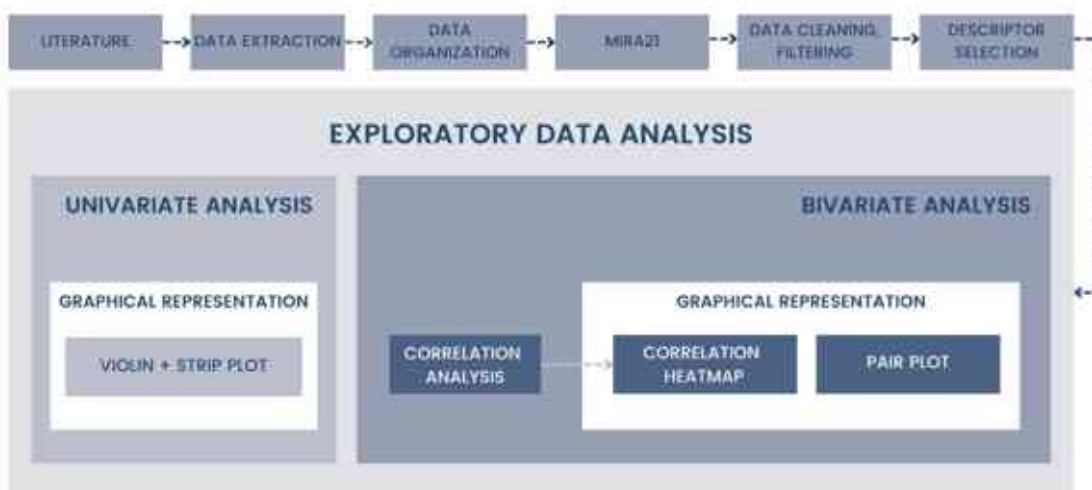 LITERATURE
DATA EXTRACTION
DATA
ORGANIZATION
MIRA21
DATA CLEANING,
FILTERING
DESCRIPTOR
SELECTION
EXPLORATORY DATA ANALYSIS
UNIVARIATE ANALYSIS
GRAPHICAL REPRESENTATION
VIOLIN + STRIP PLOT
BIVARIATE ANALYSIS
GRAPHICAL REPRESENTATION
CORRELATION
ANALYSIS
CORRELATION
HEATMAP
PAIR PLOT